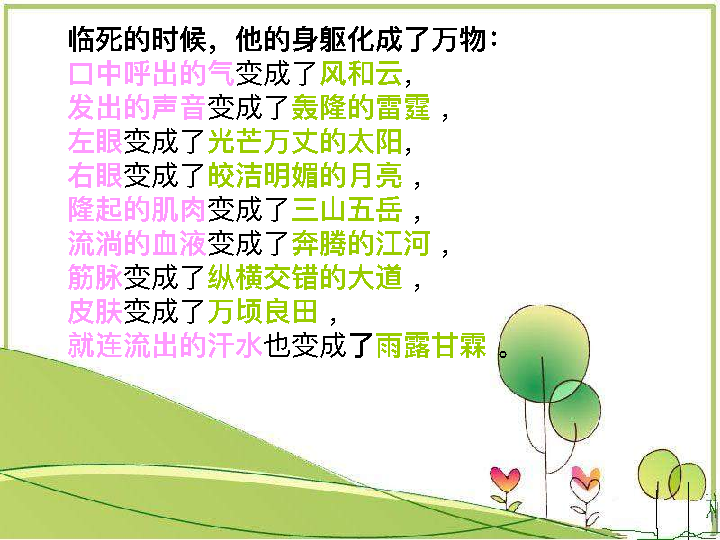 临死的时候，他的身躯化成了万物：
口中呼出的气变成了风和云，
发出的声音变成了轰隆的雷霆，
左眼变成了光芒万丈的太阳，
右眼变成了皎洁明媚的月亮，
隆起的肌肉变成了三山五岳，
流淌的血液变成了奔腾的江河，
筋脉变成了纵横交错的大道，
皮肤变成了万顷良田，
就连流出的汗水也变成了雨露甘霖。